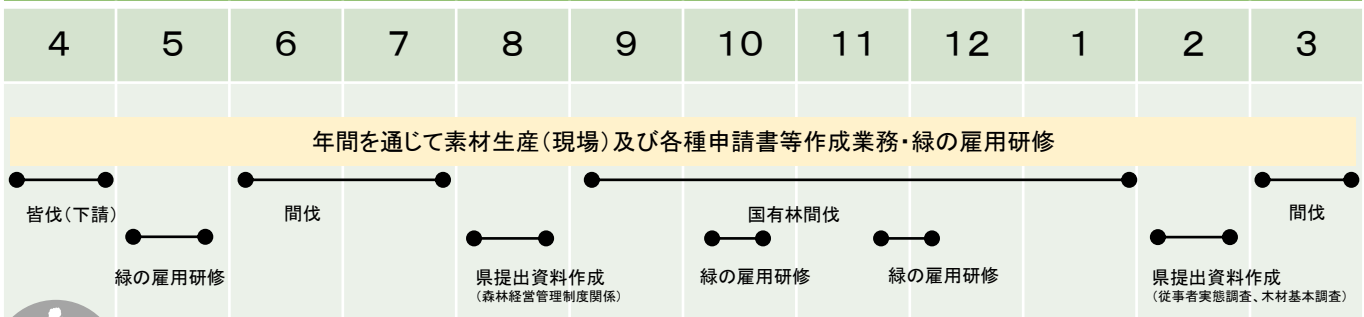 4 5 6 7 8 9 10 11 12 1 2 3
年間を通じて素材生産(現場)及び各種申請書等作成業務・緑の雇用研修
皆伐(下請)
間伐
国有林間伐
間伐
緑の雇用研修
県提出資料作成
(森林経営管理制度関係)
緑の雇用研修
緑の雇用研修
県提出資料作成
(従事者実態調査、木材基本調査)